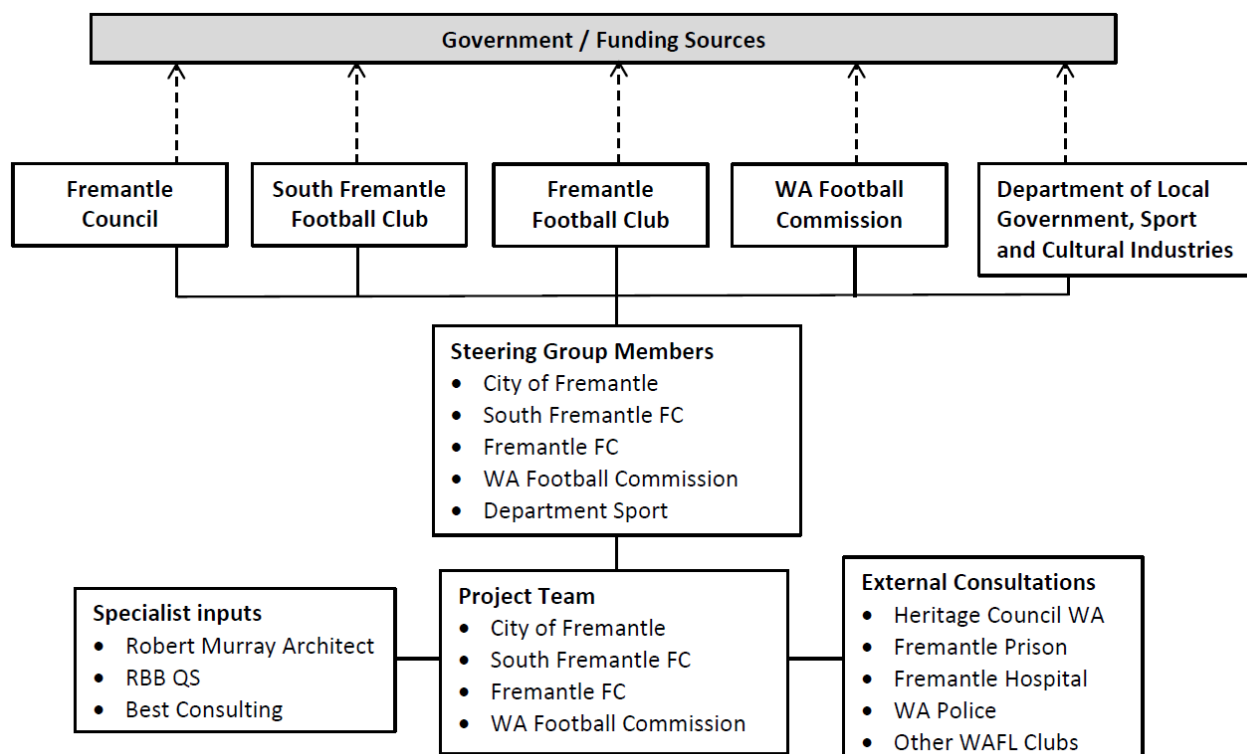 Government / Funding Sources
Fremantle
Council
South Fremantle
Football Club
Fremantle
Football Club
WA Football
Commission
Department of Local
Government, Sport
and Cultural Industries
Steering Group Members
• City of Fremantle
• South Fremantle FC
• Fremantle FC
• WA Football Commission
• Department Sport
Specialist inputs
• Robert Murray Architect
• RBB QS
• Best Consulting
Project Team
• City of Fremantle
• South Fremantle FC
• Fremantle FC
• WA Football Commission
External Consultations
• Heritage Council WA
• Fremantle Prison
• Fremantle Hospital
• WA Police
• Other WAFL Clubs